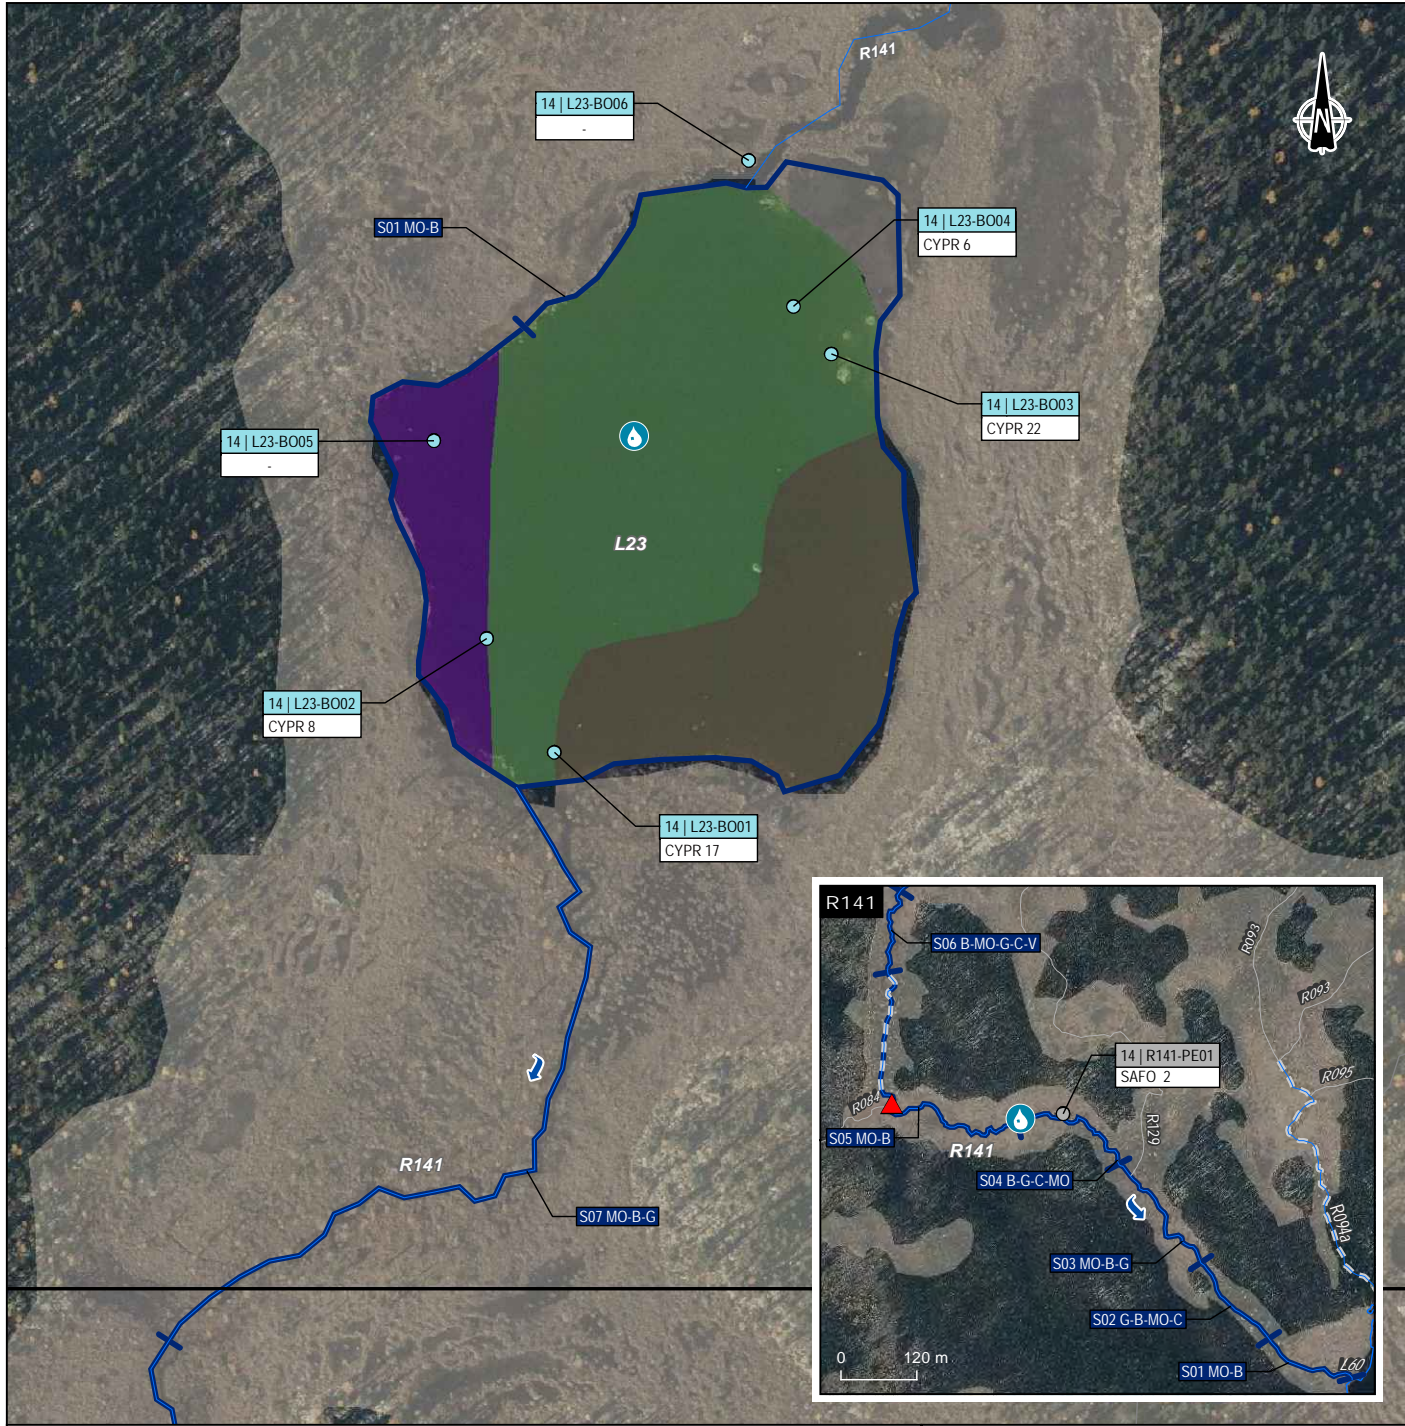 R141
N
14 | L23-BO06
-
S01 MO-B
14 | L23-BO04
CYPR 6
14 | L23-BO03
CYPR 22
14 | L23-BO05
-
L23
14 | L23-BO02
CYPR 8
14 | L23-BO01
CYPR 17
R141
S07 MO-B-G
R141
S06 B-MO-G-C-V
R093
R093
14 | R141-PE01
SAFO 2
R095
R084
R129
S05 MO-B
R141
S04 B-G-C-MO
R094a
S03 MO-B-G
S02 G-B-MO-C
0 120 m
S01 MO-B
L60